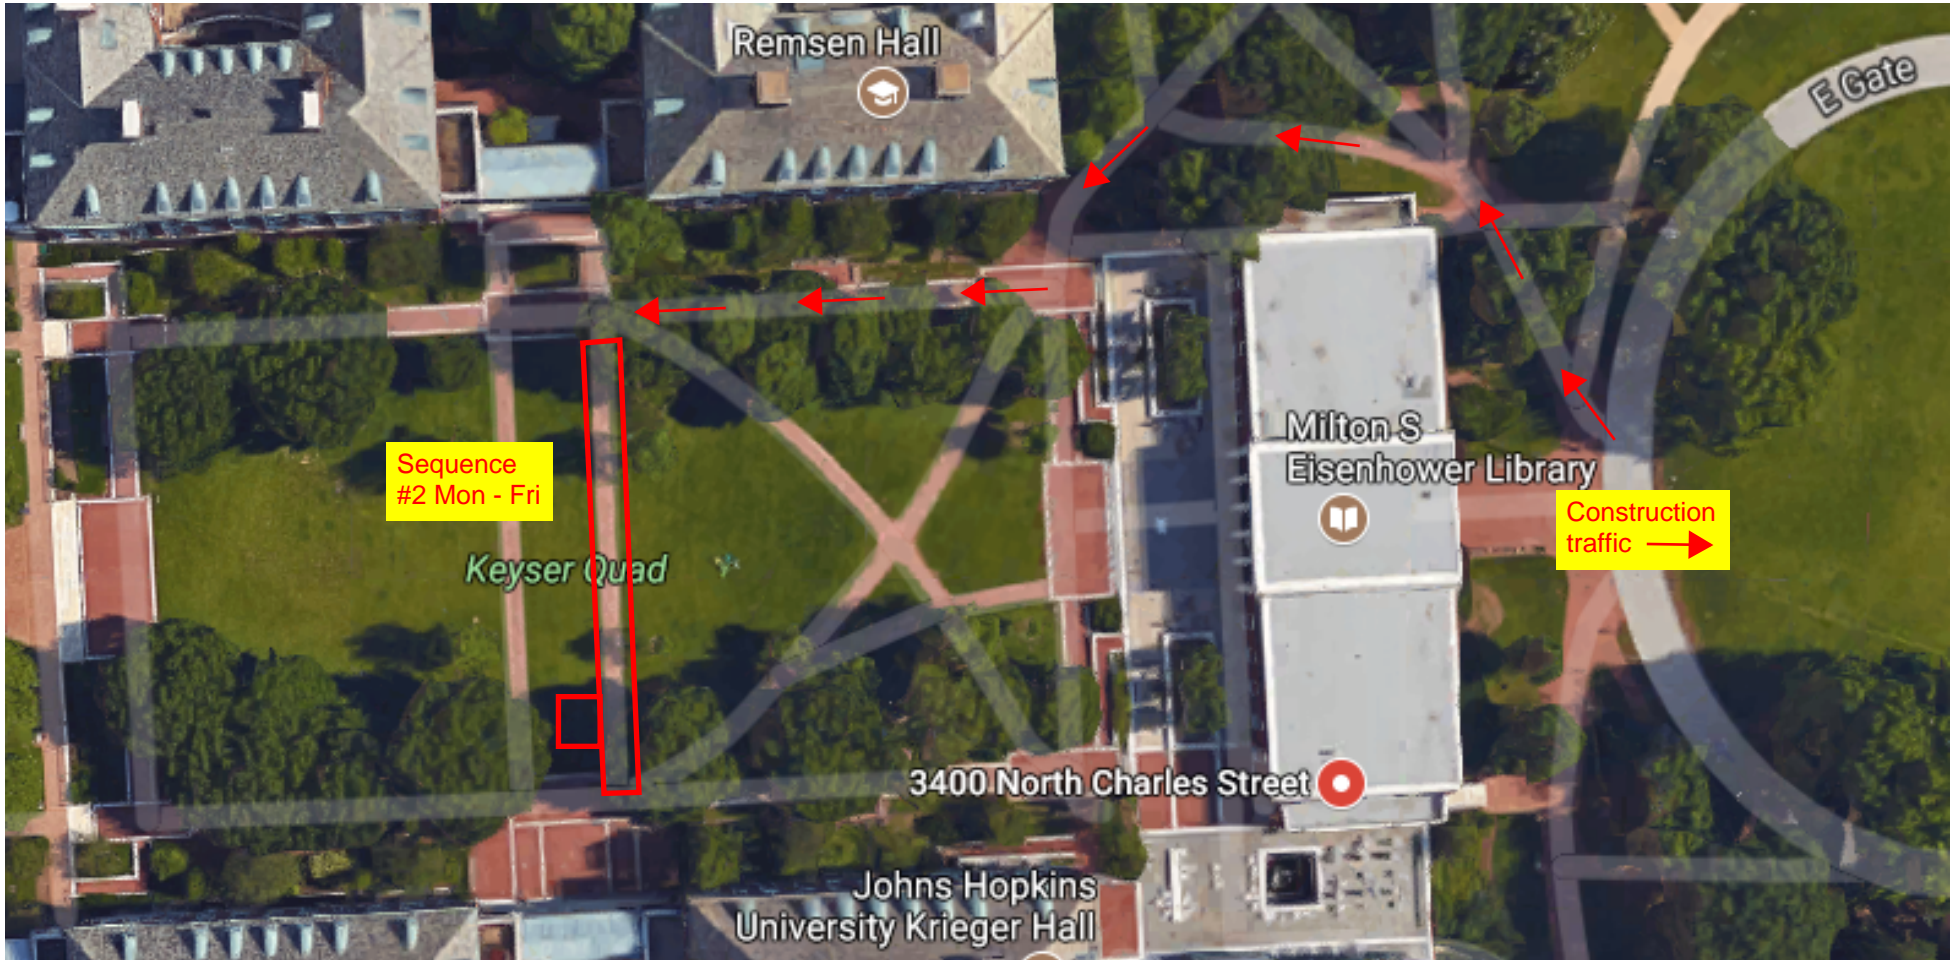 Remsen Hall
E Gate
Milton S
Eisenhower Library
Sequence
#2 Mon - Fri
Construction
traffic
Keyser Quad
3400 North Charles Street
Johns Hopkins
University Krieger Hall